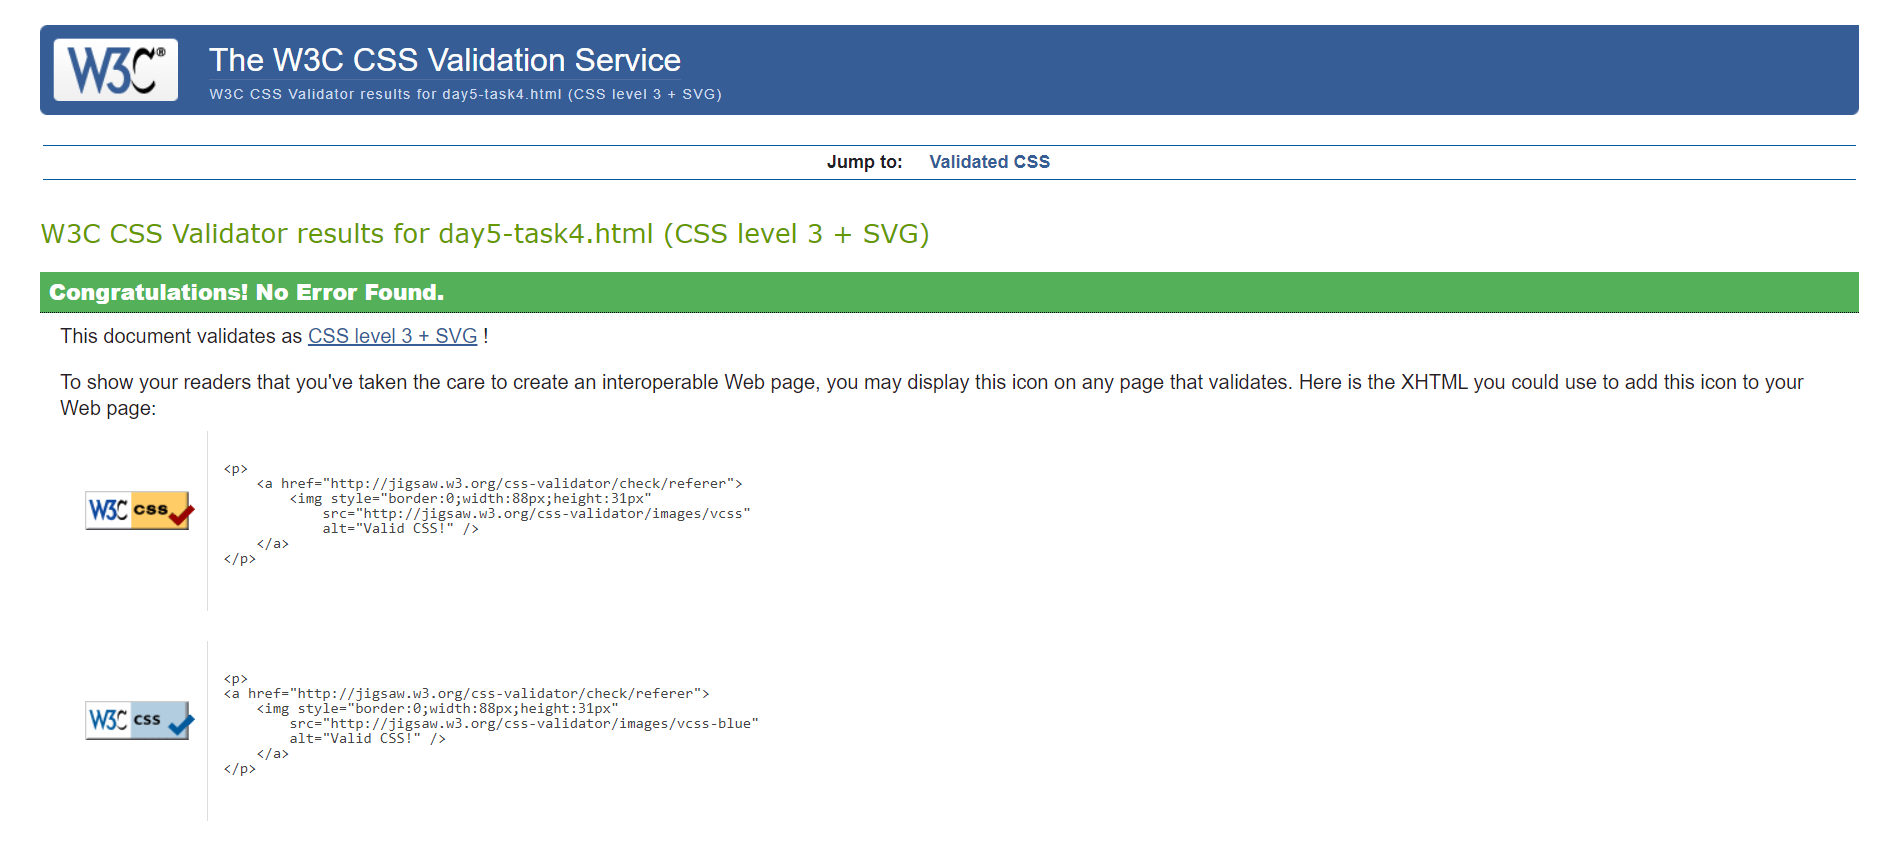 W3C®
The W3C CSS Validation Service
W3C CSS Validator results for day5-task4.html (CSS level 3 + SVG)
Jump to: Validated CSS
W3C CSS Validator results for day5-task4.html (CSS level 3 + SVG)
Congratulations! No Error Found.
This document validates as CSS level 3 + SVG !
To show your readers that you've taken the care to create an interoperable Web page, you may display this icon on any page that validates. Here is the XHTML you could use to add this icon to your
Web page:
W3C css
<p>
    <a href="http://jigsaw.w3.org/css-validator/check/referer">
        <img style="border:0;width:88px;height:31px"
            src="http://jigsaw.w3.org/css-validator/images/vcss"
            alt="Valid CSS!" />
    </a>
</p>
W3C css
<p>
<a href="http://jigsaw.w3.org/css-validator/check/referer">
    <img style="border:0;width:88px;height:31px"
        src="http://jigsaw.w3.org/css-validator/images/vcss-blue"
        alt="Valid CSS!" />
    </a>
</p>